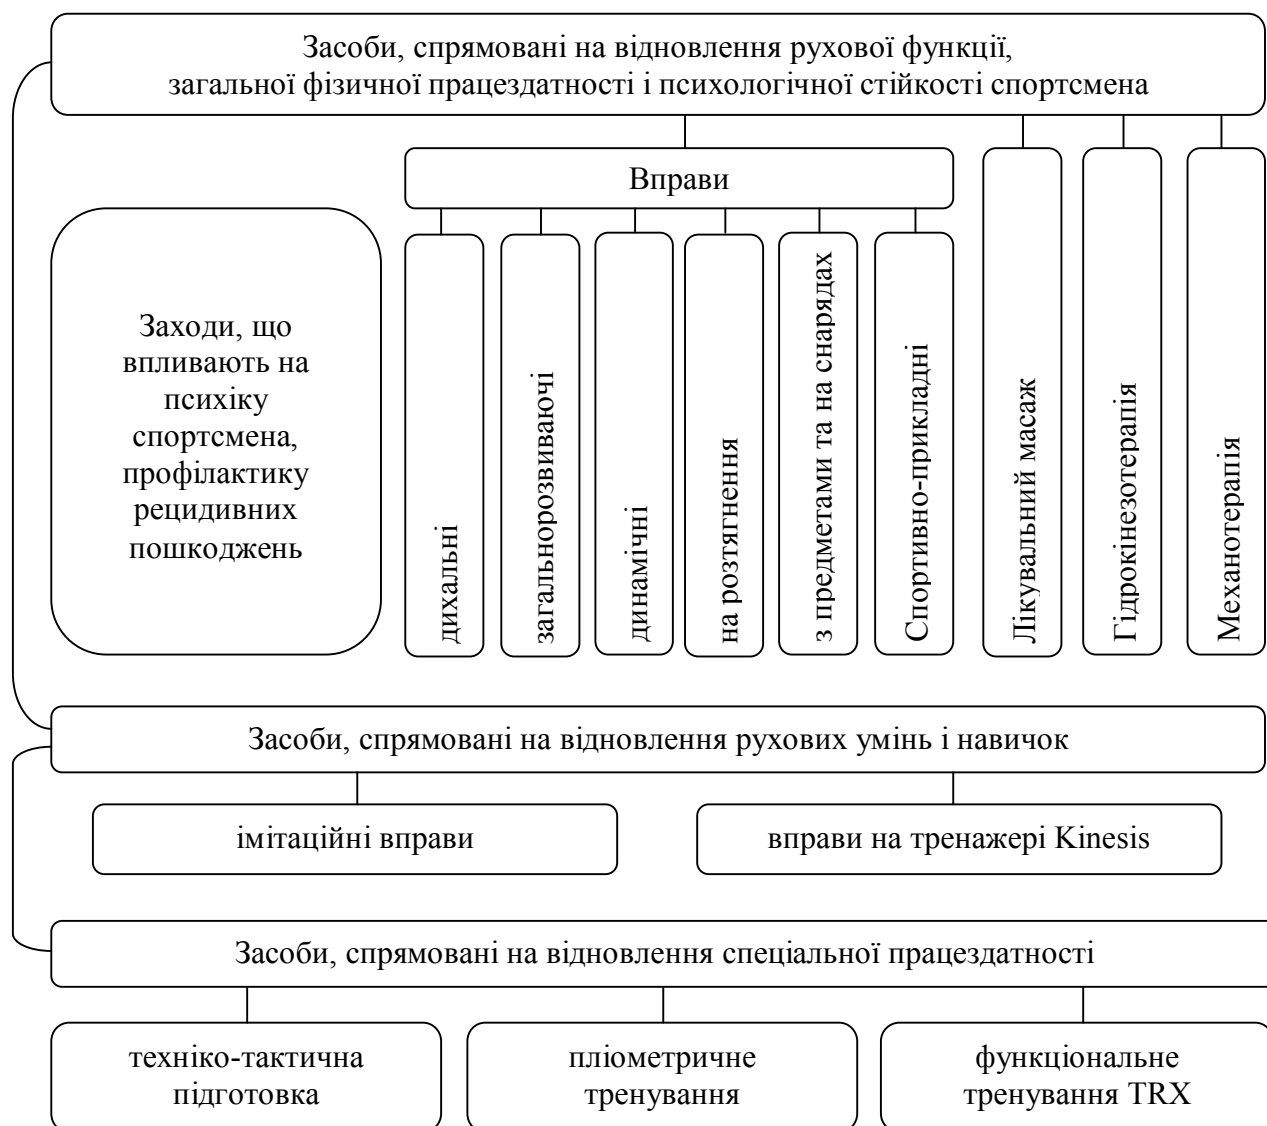 Засоби, спрямовані на відновлення рухової функції,
загальної фізичної працездатності і психологічної стійкості спортсмена
Вправи
Заходи, що
впливають на
психіку
спортсмена,
профілактику
рецидивних
пошкоджень
дихальні
загальнорозвиваючі
динамічні
на розтягнення
з предметами та на снарядах
Спортивно-прикладні
Лікувальний масаж
Гідрокінезотерапія
Механотерапія
Засоби, спрямовані на відновлення рухових умінь і навичок
імітаційні вправи
вправи на тренажері Kinesis
Засоби, спрямовані на відновлення спеціальної працездатності
техніко-тактична
підготовка
пліометричне
тренування
функціональне
тренування TRX